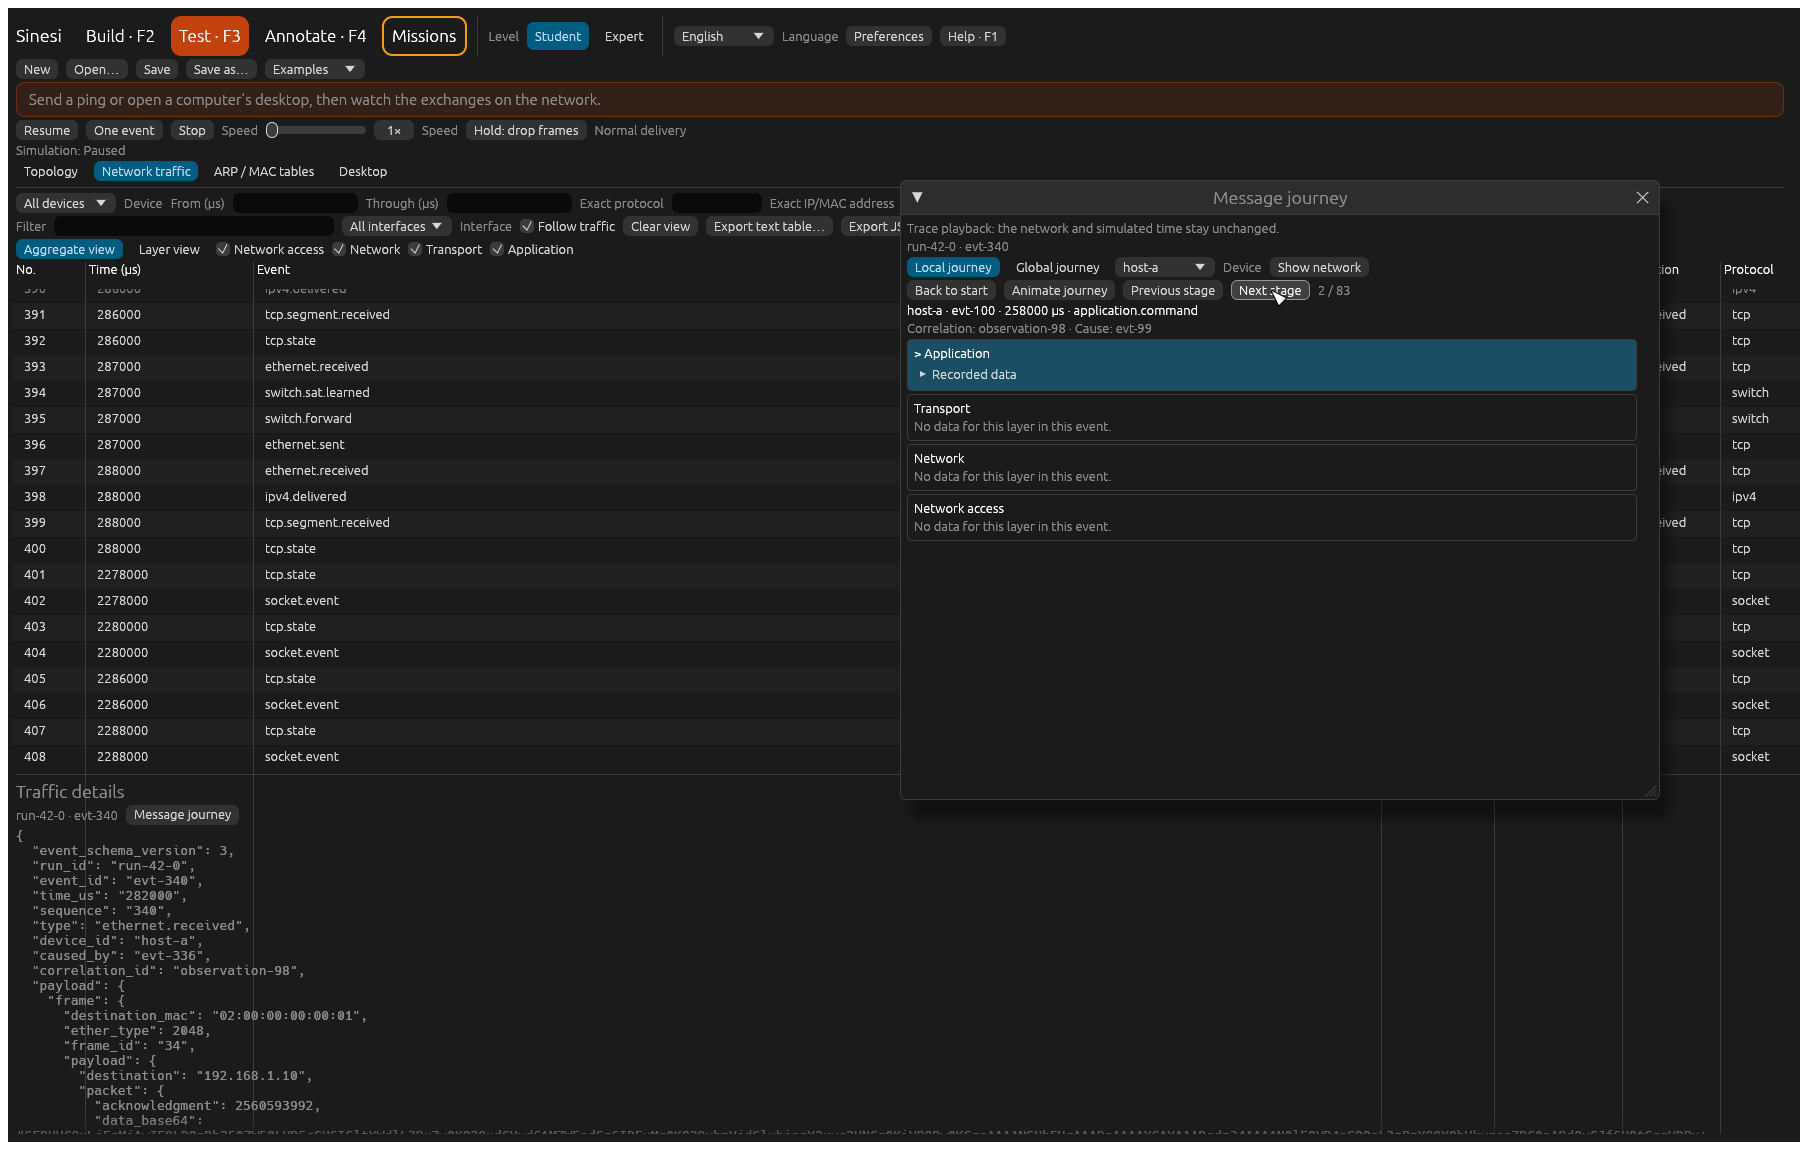 Sinesi Build · F2 Test · F3 Annotate · F4 Missions Level Student Expert English Language Preferences Help · F1
New Open… Save Save as… Examples
Send a ping or open a computer's desktop, then watch the exchanges on the network.
Resume One event Stop Speed 1× Speed Hold: drop frames Normal delivery
Simulation: Paused
Topology Network traffic ARP / MAC tables Desktop
All devices Device From (µs) Through (µs) Exact protocol Exact IP/MAC address
Filter All interfaces Interface Follow traffic Clear view Export text table… Export JS
Aggregate view Layer view Network access Network Transport Application
No. Time (µs) Event tion Protocol
390 286000 ipv4.delivered ipv4
391 286000 tcp.segment.received eived tcp
392 286000 tcp.state tcp
393 287000 ethernet.received eived tcp
394 287000 switch.sat.learned switch
395 287000 switch.forward switch
396 287000 ethernet.sent tcp
397 288000 ethernet.received eived tcp
398 288000 ipv4.delivered ipv4
399 288000 tcp.segment.received eived tcp
400 288000 tcp.state tcp
401 2278000 tcp.state tcp
402 2278000 socket.event socket
403 2280000 tcp.state tcp
404 2280000 socket.event socket
405 2286000 tcp.state tcp
406 2286000 socket.event socket
407 2288000 tcp.state tcp
408 2288000 socket.event socket
Message journey
Trace playback: the network and simulated time stay unchanged.
run-42-0 · evt-340
Local journey Global journey host-a Device Show network
Back to start Animate journey Previous stage Next stage 2 / 83
host-a · evt-100 · 258000 µs · application.command
Correlation: observation-98 · Cause: evt-99
> Application
Recorded data
Transport
No data for this layer in this event.
Network
No data for this layer in this event.
Network access
No data for this layer in this event.
Traffic details
run-42-0 · evt-340 Message journey
{
"event_schema_version": 3,
"run_id": "run-42-0",
"event_id": "evt-340",
"time_us": "282000",
"sequence": "340",
"type": "ethernet.received",
"device_id": "host-a",
"caused_by": "evt-336",
"correlation_id": "observation-98",
"payload": {
"frame": {
"destination_mac": "02:00:00:00:00:01",
"ether_type": 2048,
"frame_id": "34",
"payload": {
"destination": "192.168.1.10",
"packet": {
"acknowledgment": 2560593992,
"data_base64":